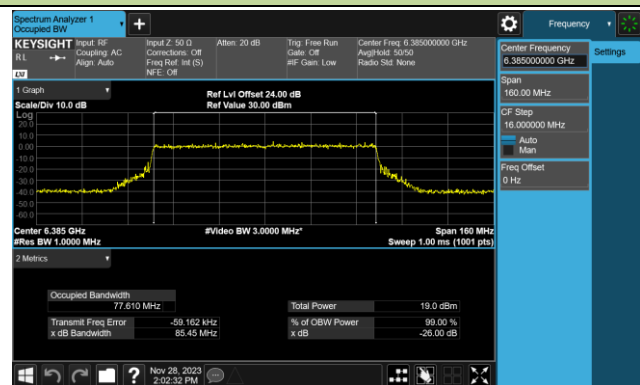 Spectrum Analyzer 1
Occupied BW
Frequency
KEYSIGHT
Input: RF
Input Z: 50 Ω
Atten: 20 dB
Trig: Free Run
Center Freq: 6.385000000 GHz
RL
Coupling: AC
Corrections: Off
Gate: Off
Avg|Hold: 50/50
Align: Auto
Freq Ref: Int (S)
#IF Gain: Low
Radio Std: None
NFE: Off
LXI
Center Frequency
6.385000000 GHz
Settings
Span
160.00 MHz
CF Step
16.000000 MHz
Auto
Man
Freq Offset
0 Hz
1 Graph
Ref Lvl Offset 24.00 dB
Scale/Div 10.0 dB
Ref Value 30.00 dBm
Log
20.0
10.0
0.00
-10.0
-20.0
-30.0
-40.0
-50.0
-60.0
Center 6.385 GHz
#Video BW 3.0000 MHz*
Span 160 MHz
#Res BW 1.0000 MHz
Sweep 1.00 ms (1001 pts)
2 Metrics
Occupied Bandwidth
77.610 MHz
Total Power
19.0 dBm
Transmit Freq Error
-59.162 kHz
% of OBW Power
99.00 %
x dB Bandwidth
85.45 MHz
x dB
-26.00 dB
?
Nov 28, 2023
2:02:32 PM